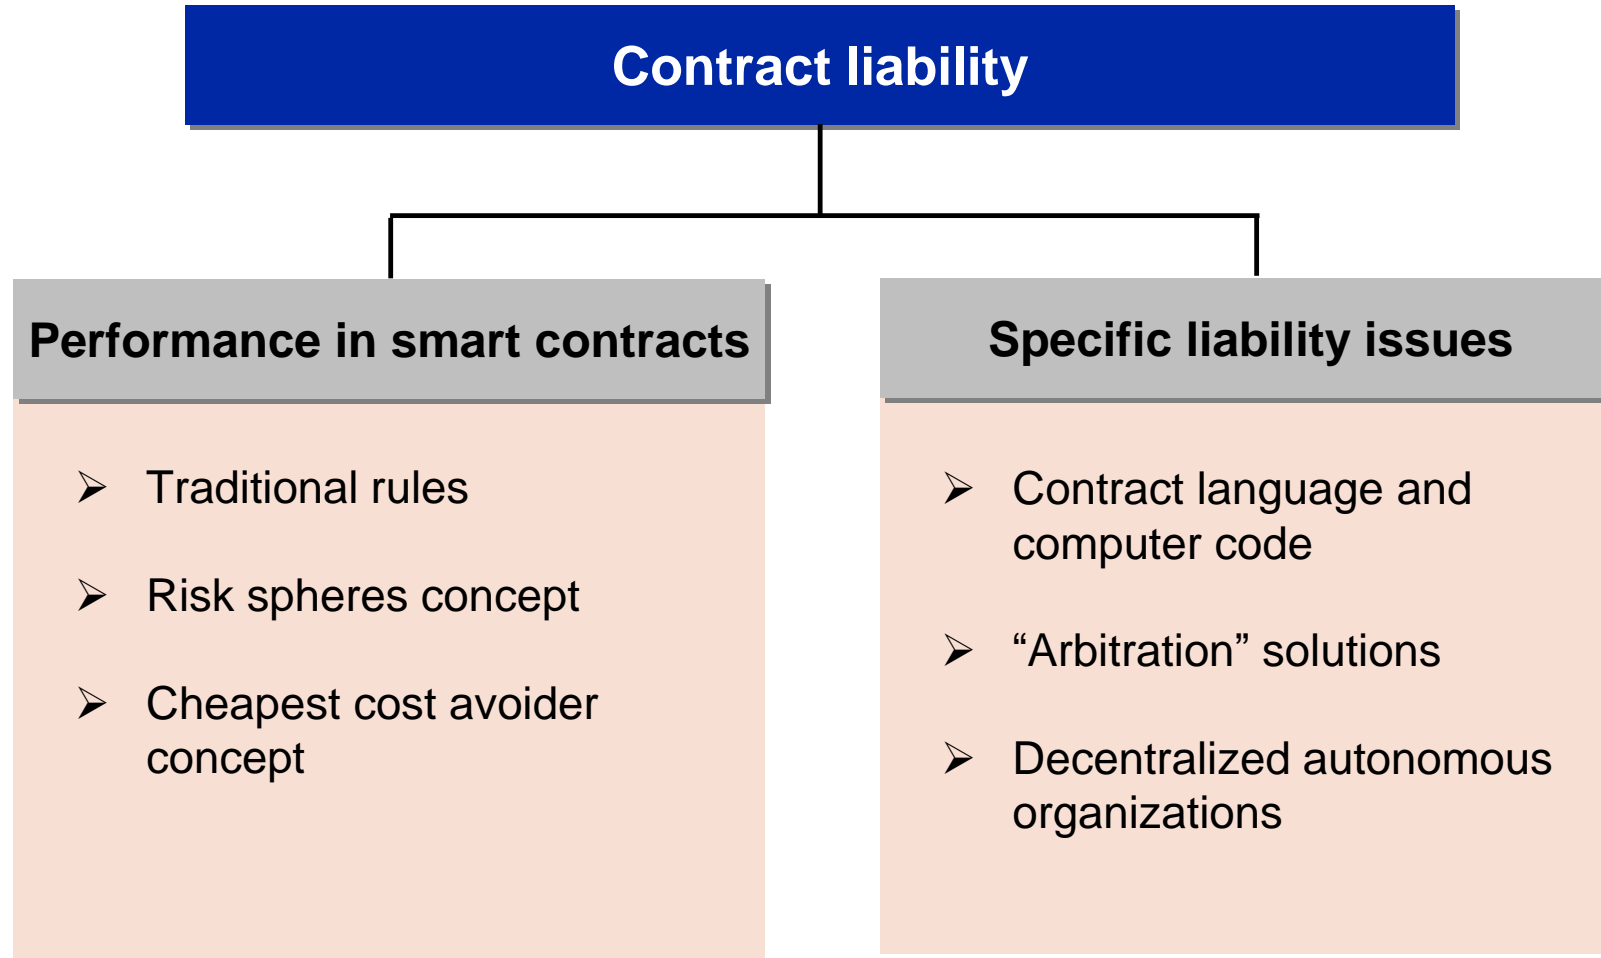 Contract liability
Performance in smart contracts
➢ Traditional rules
➢ Risk spheres concept
➢ Cheapest cost avoider
concept
Specific liability issues
➢ Contract language and
computer code
➢ “Arbitration” solutions
➢ Decentralized autonomous
organizations